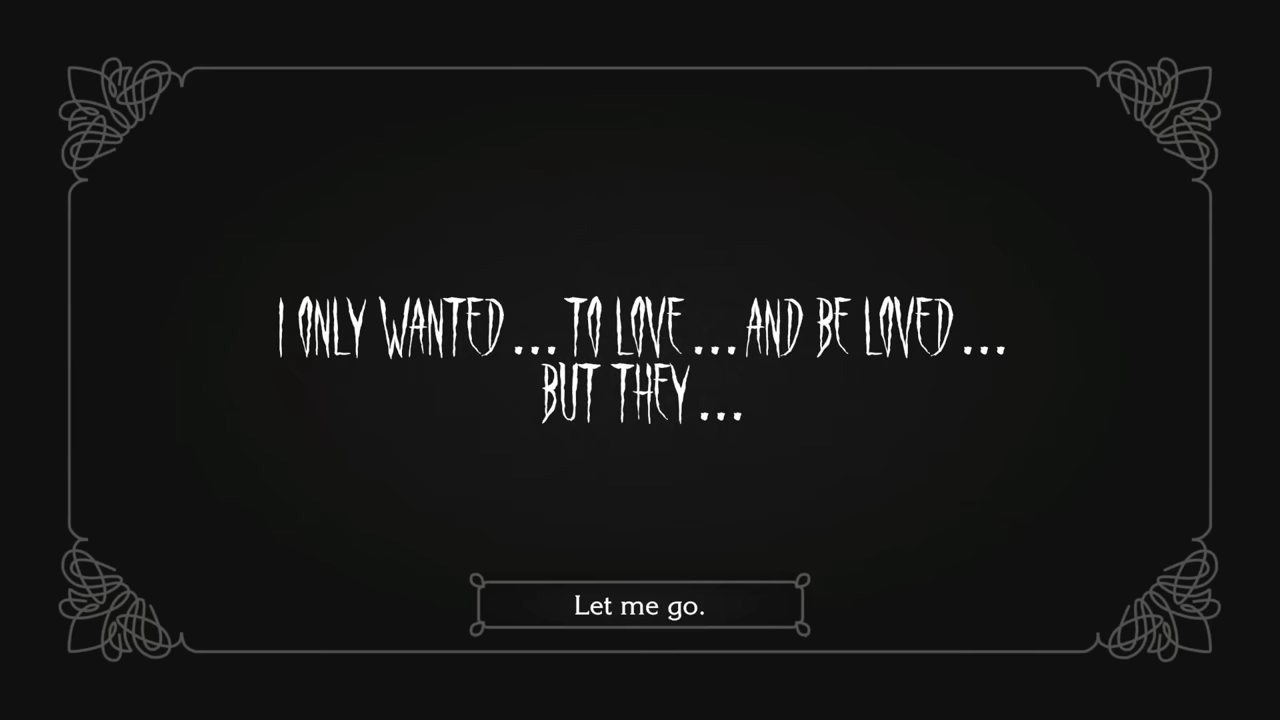 I ONLY WANTED ... TO LOVE ... AND BE LOVED ...
BUT THEY ...
Let me go.